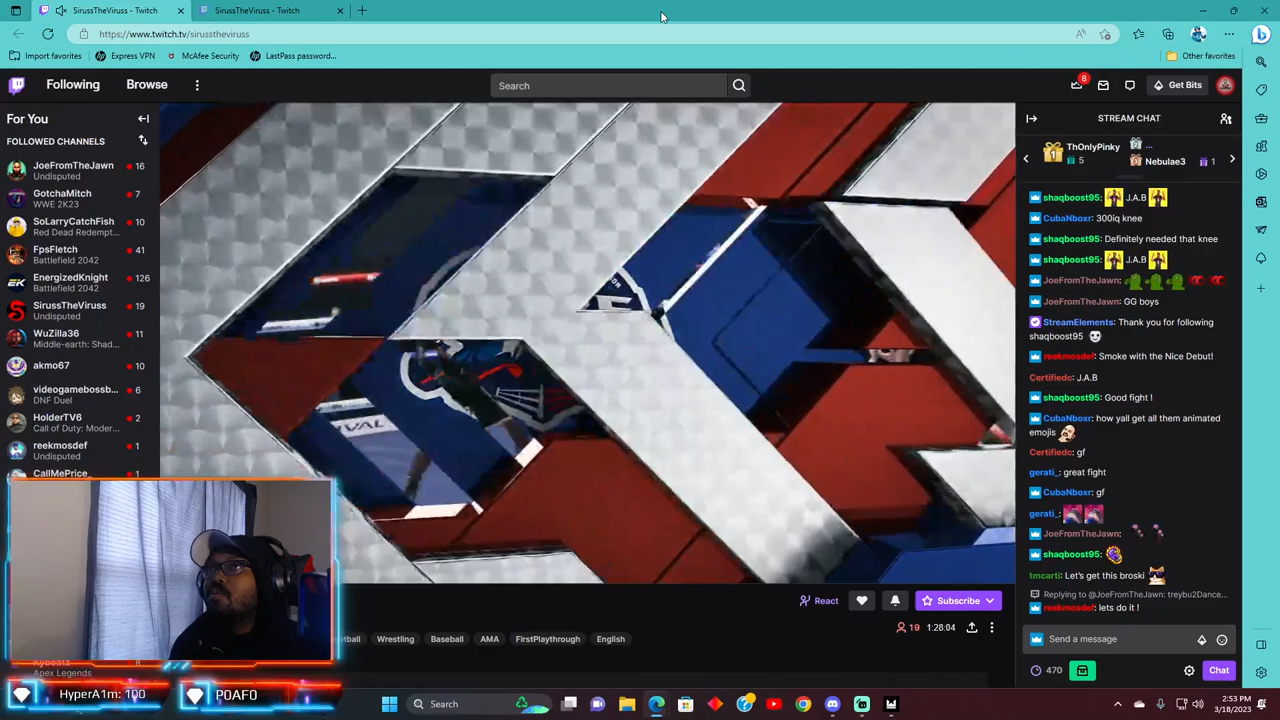 SirussTheViruss - Twitch
SirussTheViruss - Twitch
https://www.twitch.tv/sirusstheviruss
Import favorites
Express VPN
McAfee Security
LastPass password...
Other favorites
Following
Browse
Search
8
Get Bits
For You
FOLLOWED CHANNELS
JoeFromTheJawn
16
Undisputed
GotchaMitch
7
WWE 2K23
SoLarryCatchFish
10
Red Dead Redempt...
FpsFletch
41
Battlefield 2042
EnergizedKnight
126
Battlefield 2042
SirussTheViruss
19
Undisputed
WuZilla36
11
Middle-earth: Shad...
akmo67
10
videogamebossb...
6
DNF Duel
HolderTV6
2
Call of Duty: Moder...
reekmosdef
1
Undisputed
CallMePrice_
1
Apex Legends
STREAM CHAT
1
ThOnlyPinky
5
...
Nebulae3
1
shaqboost95: J.A.B
CubaNboxr: 300iq knee
shaqboost95: Definitely needed that knee
shaqboost95: J.A.B
JoeFromTheJawn:
JoeFromTheJawn: GG boys
StreamElements: Thank you for following
shaqboost95
reekmosdef: Smoke with the Nice Debut!
Certifiedc: J.A.B
shaqboost95: Good fight !
CubaNboxr: how yall get all them animated
emojis
Certifiedc: gf
gerati_: great fight
CubaNboxr: gf
gerati_:
JoeFromTheJawn:
shaqboost95:
tmcarti: Let's get this broski
Replying to @JoeFromTheJawn: treybu2Dance...
reekmosdef: lets do it !
Send a message
470
Chat
React
Subscribe
19
1:28:04
Wrestling
Baseball
AMA
FirstPlaythrough
English
HyperA1m: 100
POAFO
Search
2:53 PM
3/18/2023